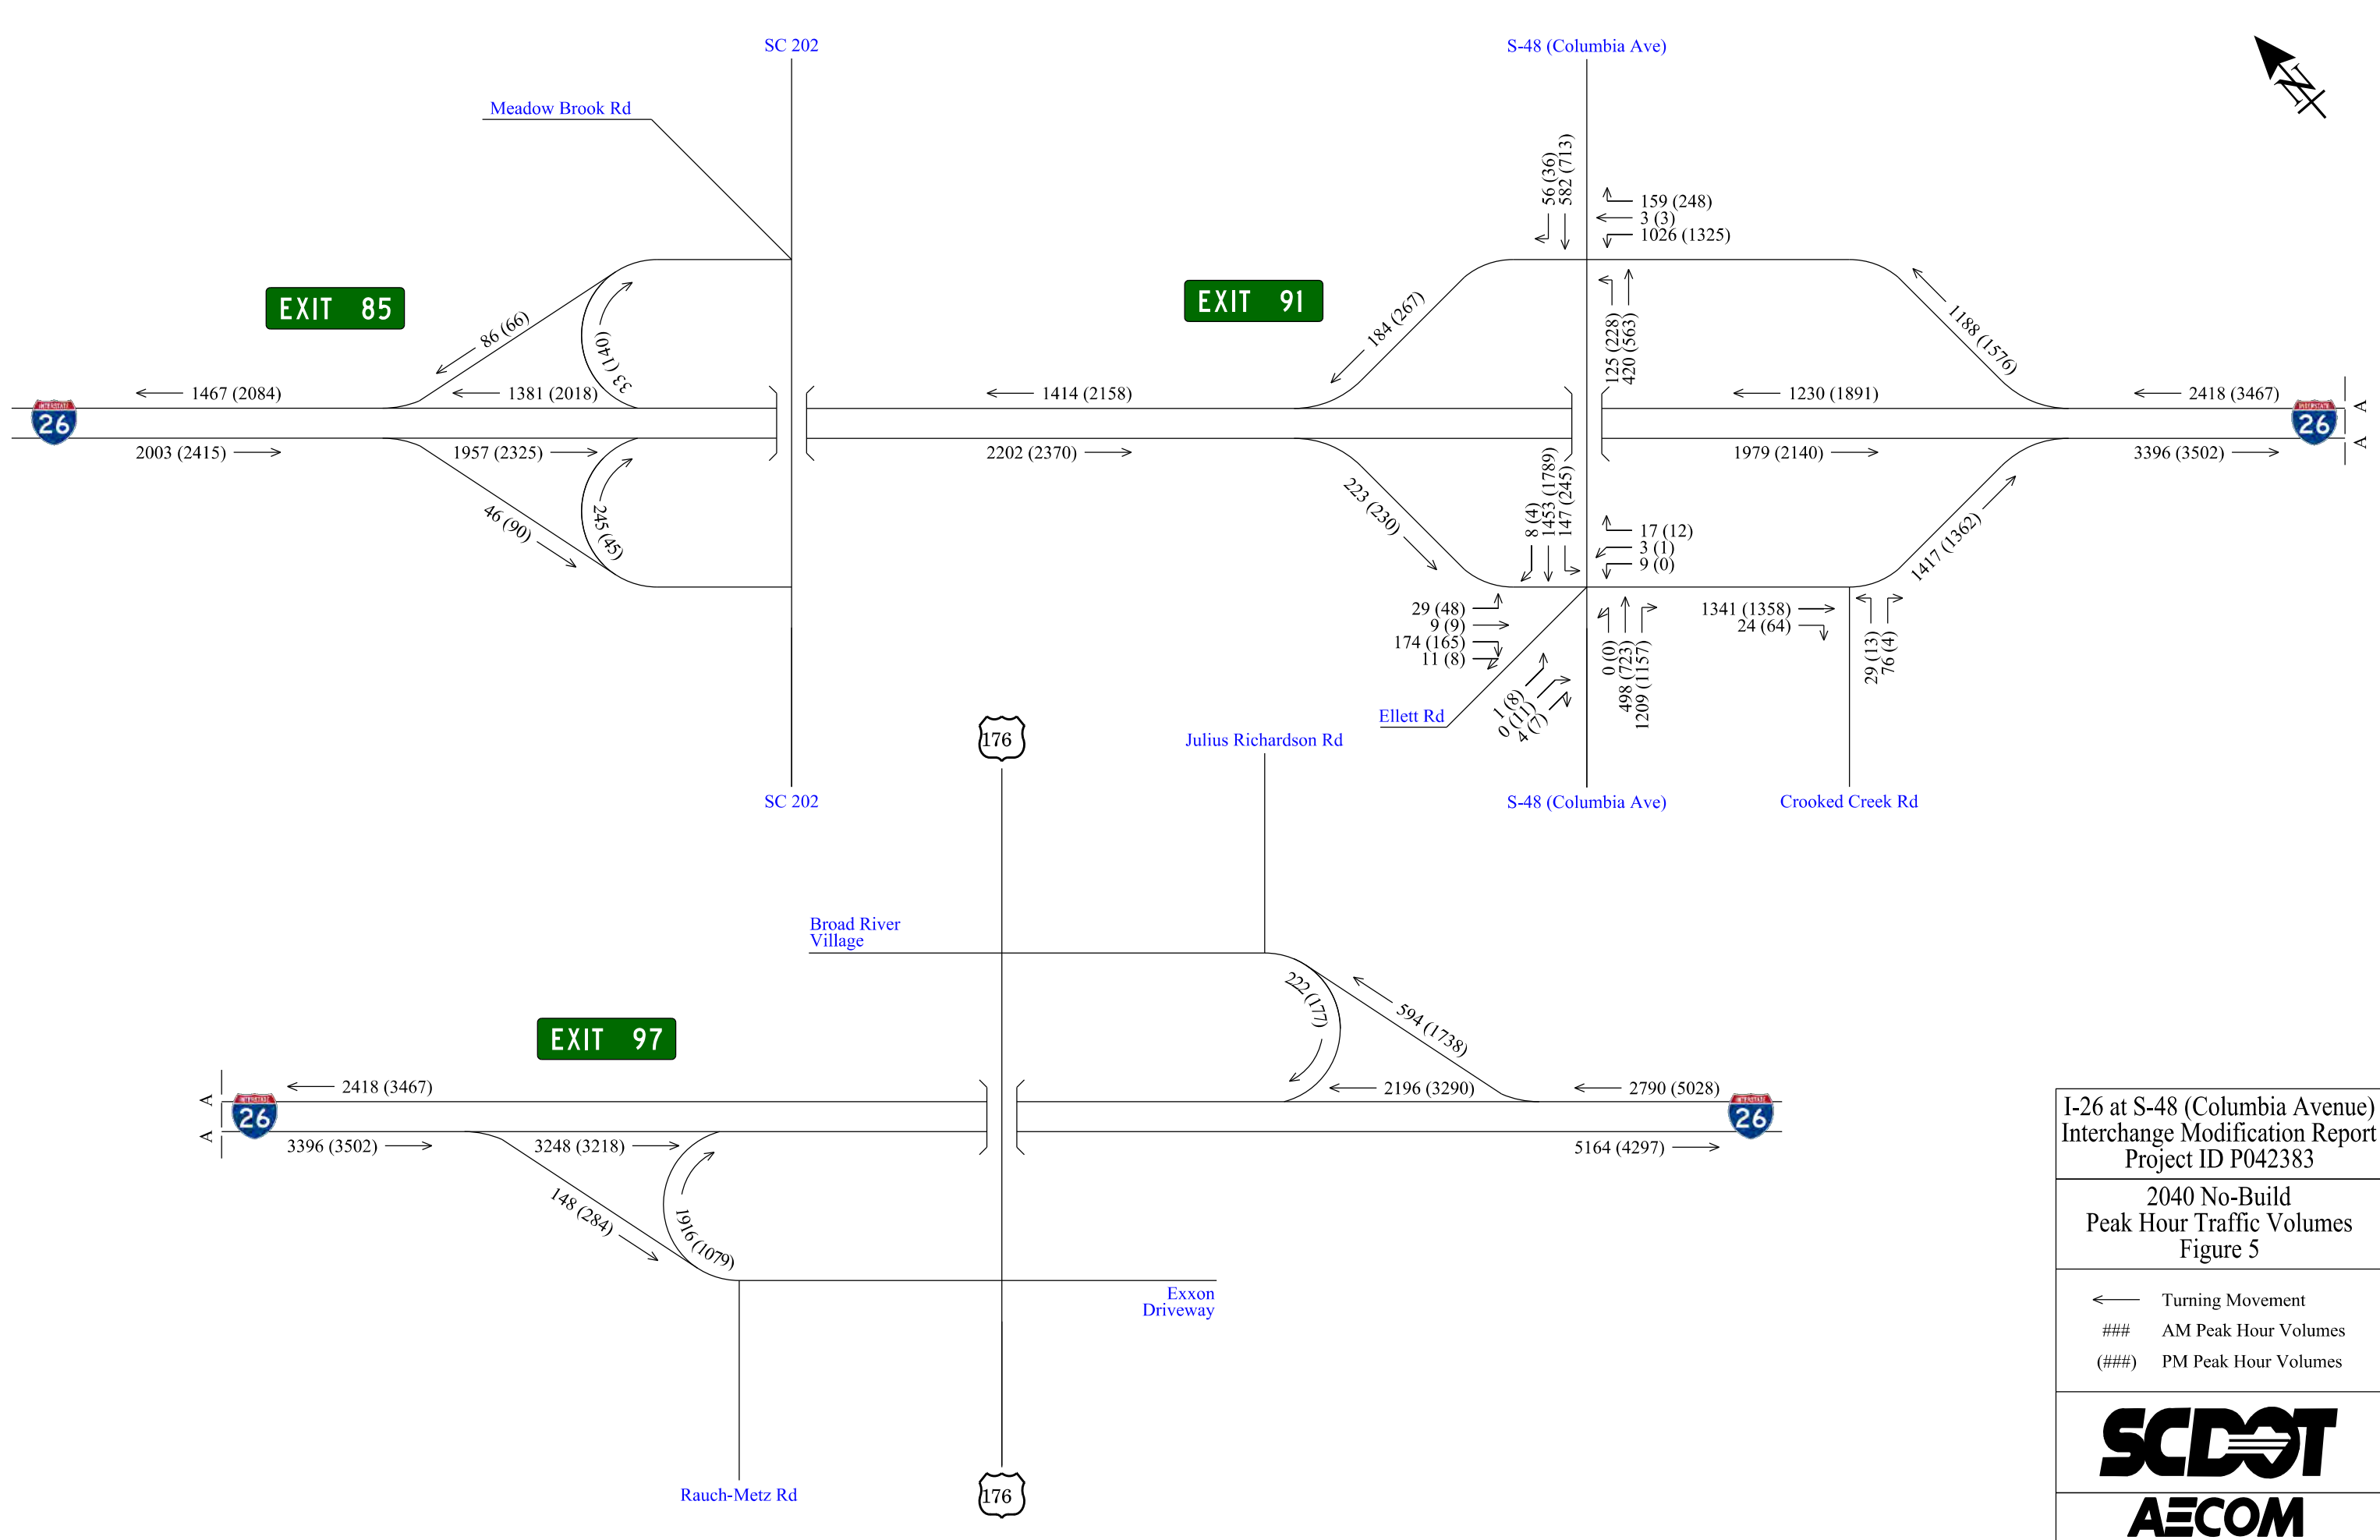 SC 202
S-48 (Columbia Ave)
Meadow Brook Rd
56 (36)
582 (713)
159 (248)
3 (3)
1026 (1325)
EXIT 85
EXIT 91
86 (66)
33 (140)
184 (267)
125 (228)
420 (563)
1188 (1576)
1467 (2084)
1381 (2018)
1414 (2158)
1230 (1891)
2418 (3467)
INTERSTATE
26
INTERSTATE
26
A
A
2003 (2415)
1957 (2325)
2202 (2370)
1979 (2140)
3396 (3502)
46 (90)
245 (45)
223 (230)
8 (4)
1453 (1789)
147 (245)
17 (12)
3 (1)
9 (0)
1417 (1362)
29 (48)
9 (9)
174 (165)
11 (8)
1341 (1358)
24 (64)
29 (13)
76 (4)
0 (0)
498 (723)
1209 (1157)
1 (8)
0 (11)
4 (7)
Ellett Rd
SC 202
S-48 (Columbia Ave)
Crooked Creek Rd
N
176
Julius Richardson Rd
Broad River
Village
222 (177)
594 (1738)
EXIT 97
A
A
INTERSTATE
26
2418 (3467)
2196 (3290)
2790 (5028)
INTERSTATE
26
3396 (3502)
3248 (3218)
5164 (4297)
148 (284)
1916 (1079)
Exxon
Driveway
Rauch-Metz Rd
176
I-26 at S-48 (Columbia Avenue)
Interchange Modification Report
Project ID P042383
2040 No-Build
Peak Hour Traffic Volumes
Figure 5
Turning Movement
### AM Peak Hour Volumes
(###) PM Peak Hour Volumes
SCDOT
AECOM